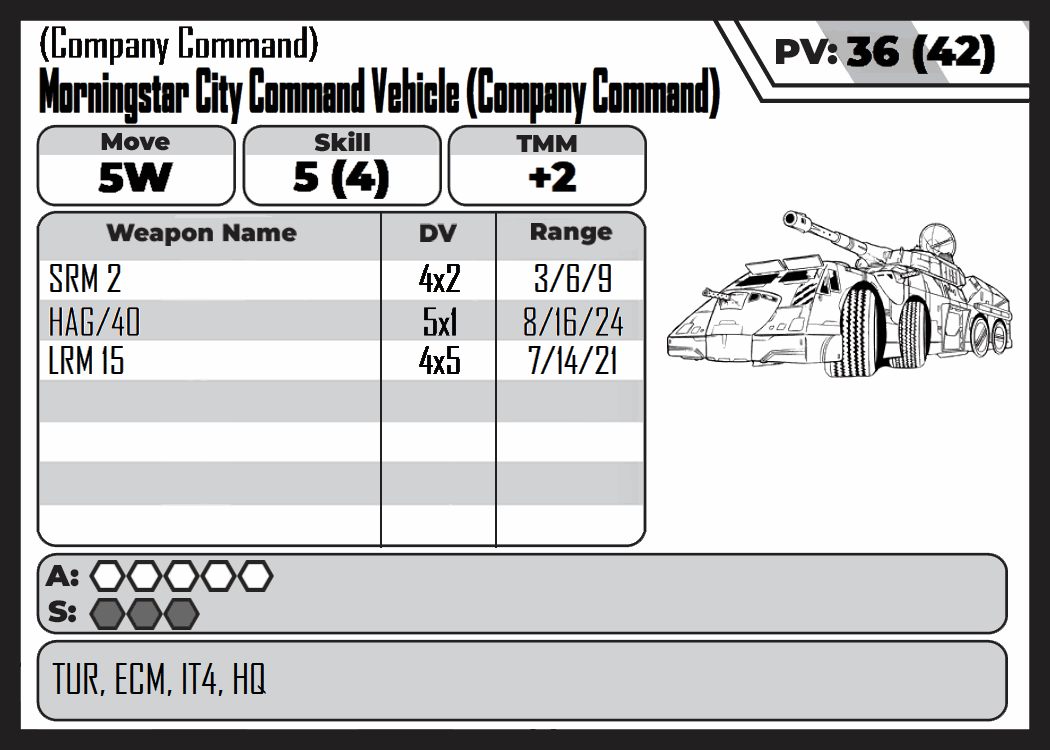 (Company Command)
PV: 36 (42)
Morningstar City Command Vehicle (Company Command)
Move
5W
Skill
5 (4)
TMM
+2
Weapon Name DV Range
SRM 2 4x2 3/6/9
HAG/40 5x1 8/16/24
LRM 15 4x5 7/14/21
A:
S:
TUR, ECM, IT4, HQ